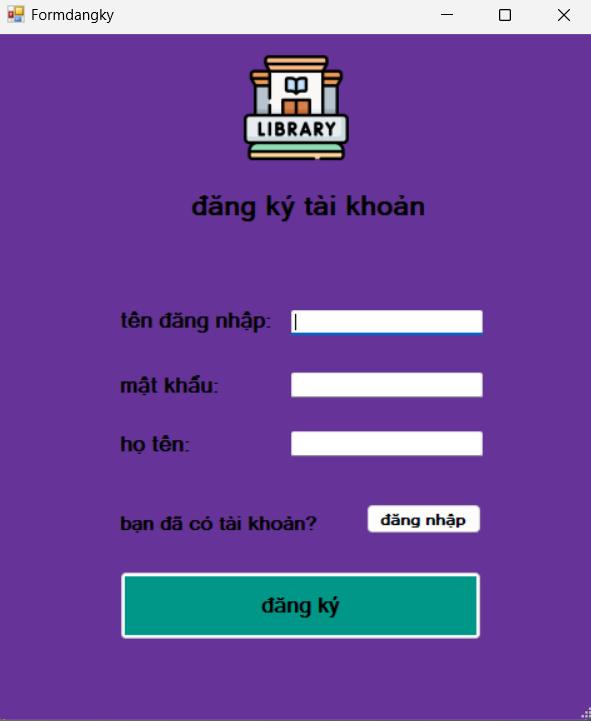 Formdangky
LIBRARY
đăng ký tài khoản
tên đăng nhập:
mật khẩu:
họ tên:
bạn đã có tài khoản? đăng nhập
đăng ký